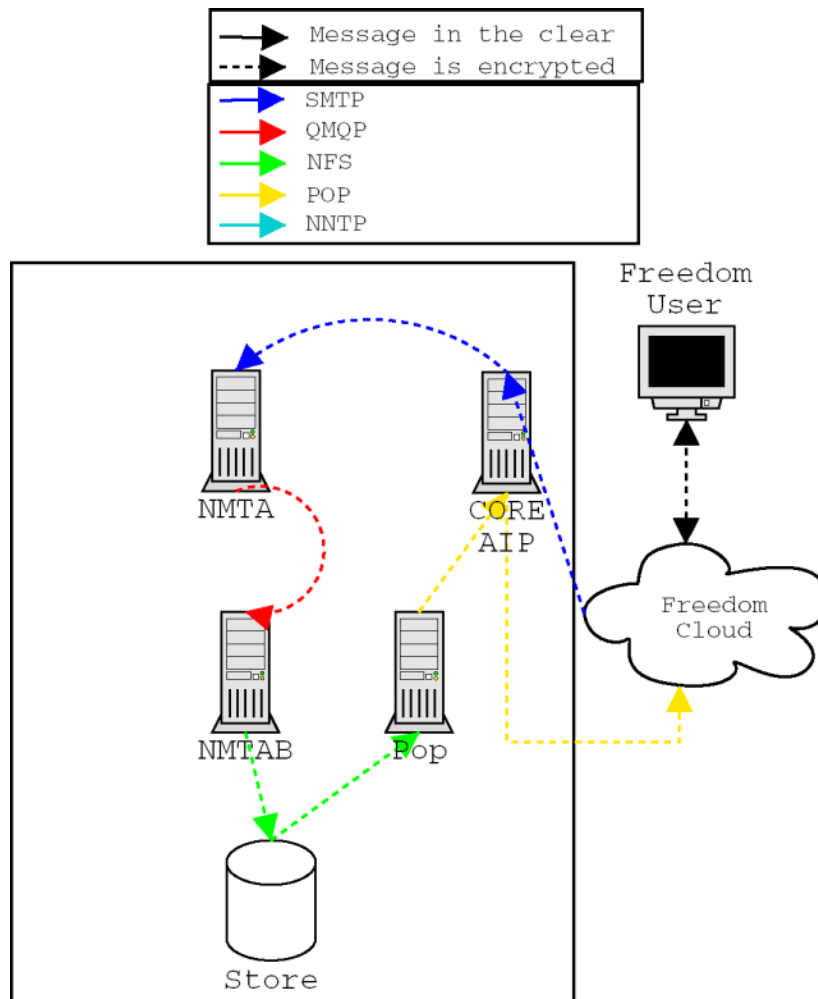 Message in the clear
Message is encrypted
SMTP
QMQP
NFS
POP
NNTP
Freedom
User
NMTA
CORE
AIP
Freedom
Cloud
NMTAB
Pop
Store